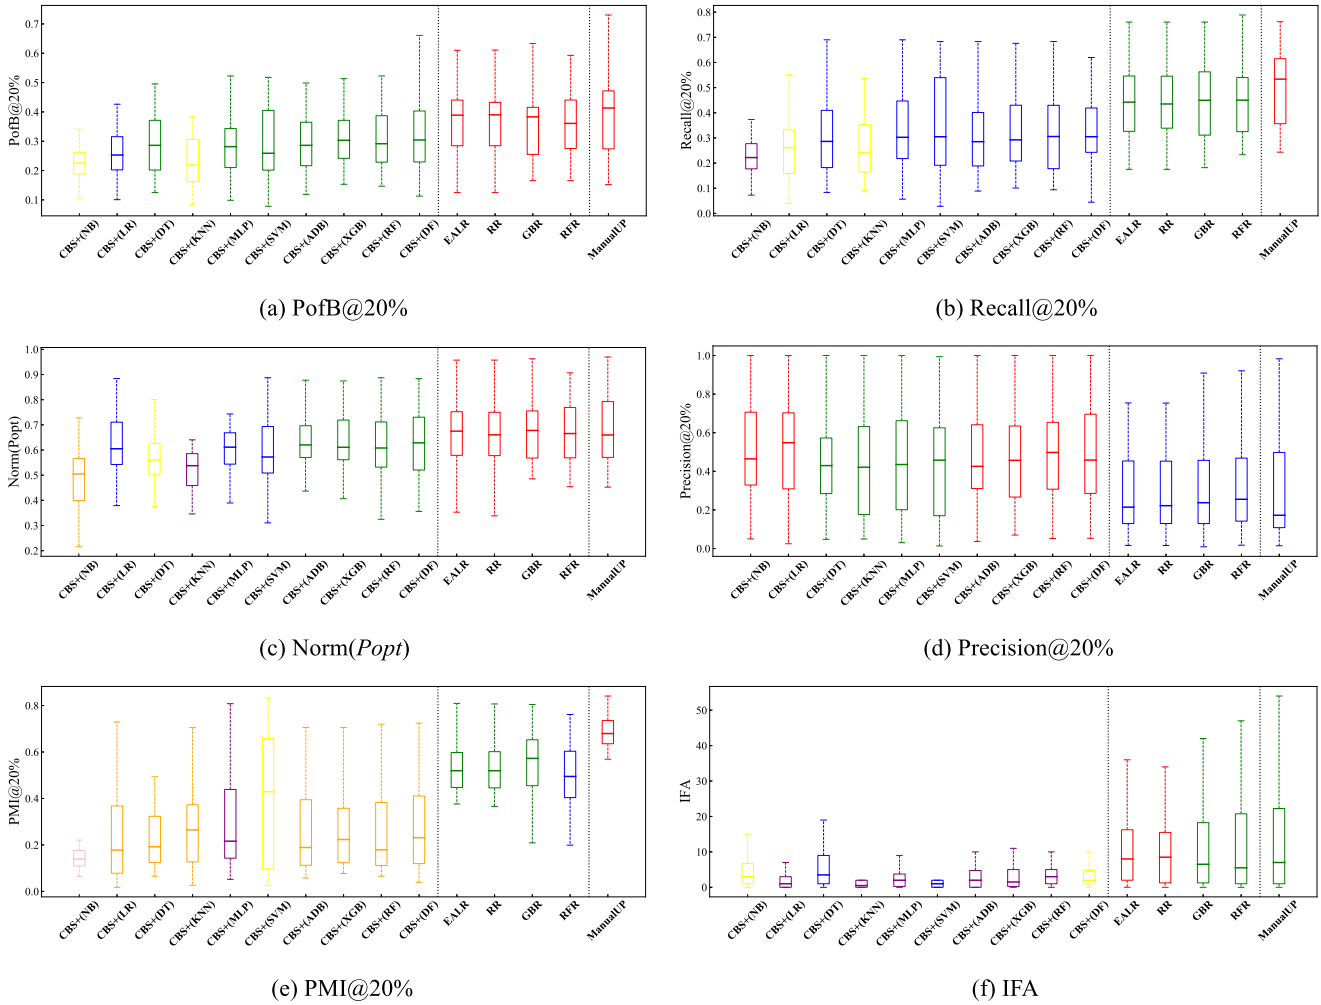 PofB@20%
0.7
0.6
0.5
0.4
0.3
0.2
0.1
CBS+(NB)
CBS+(LR)
CBS+(DT)
CBS+(KNN)
CBS+(MLP)
CBS+(SVM)
CBS+(ADB)
CBS+(XGB)
CBS+(RF)
CBS+(DF)
EALR
RR
GBR
RFR
ManualUP
(a) PofB@20%
Recall@20%
0.8
0.7
0.6
0.5
0.4
0.3
0.2
0.1
0.0
CBS+(NB)
CBS+(LR)
CBS+(DT)
CBS+(KNN)
CBS+(MLP)
CBS+(SVM)
CBS+(ADB)
CBS+(XGB)
CBS+(RF)
CBS+(DF)
EALR
RR
GBR
RFR
ManualUP
(b) Recall@20%
Norm(Popt)
1.0
0.9
0.8
0.7
0.6
0.5
0.4
0.3
0.2
CBS+(NB)
CBS+(LR)
CBS+(DT)
CBS+(KNN)
CBS+(MLP)
CBS+(SVM)
CBS+(ADB)
CBS+(XGB)
CBS+(RF)
CBS+(DF)
EALR
RR
GBR
RFR
ManualUP
(c) Norm(Popt)
Precision@20%
1.0
0.8
0.6
0.4
0.2
0.0
CBS+(NB)
CBS+(LR)
CBS+(DT)
CBS+(KNN)
CBS+(MLP)
CBS+(SVM)
CBS+(ADB)
CBS+(XGB)
CBS+(RF)
CBS+(DF)
EALR
RR
GBR
RFR
ManualUP
(d) Precision@20%
PMI@20%
0.8
0.6
0.4
0.2
0.0
CBS+(NB)
CBS+(LR)
CBS+(DT)
CBS+(KNN)
CBS+(MLP)
CBS+(SVM)
CBS+(ADB)
CBS+(XGB)
CBS+(RF)
CBS+(DF)
EALR
RR
GBR
RFR
ManualUP
(e) PMI@20%
IFA
50
40
30
20
10
0
CBS+(NB)
CBS+(LR)
CBS+(DT)
CBS+(KNN)
CBS+(MLP)
CBS+(SVM)
CBS+(ADB)
CBS+(XGB)
CBS+(RF)
CBS+(DF)
EALR
RR
GBR
RFR
ManualUP
(f) IFA